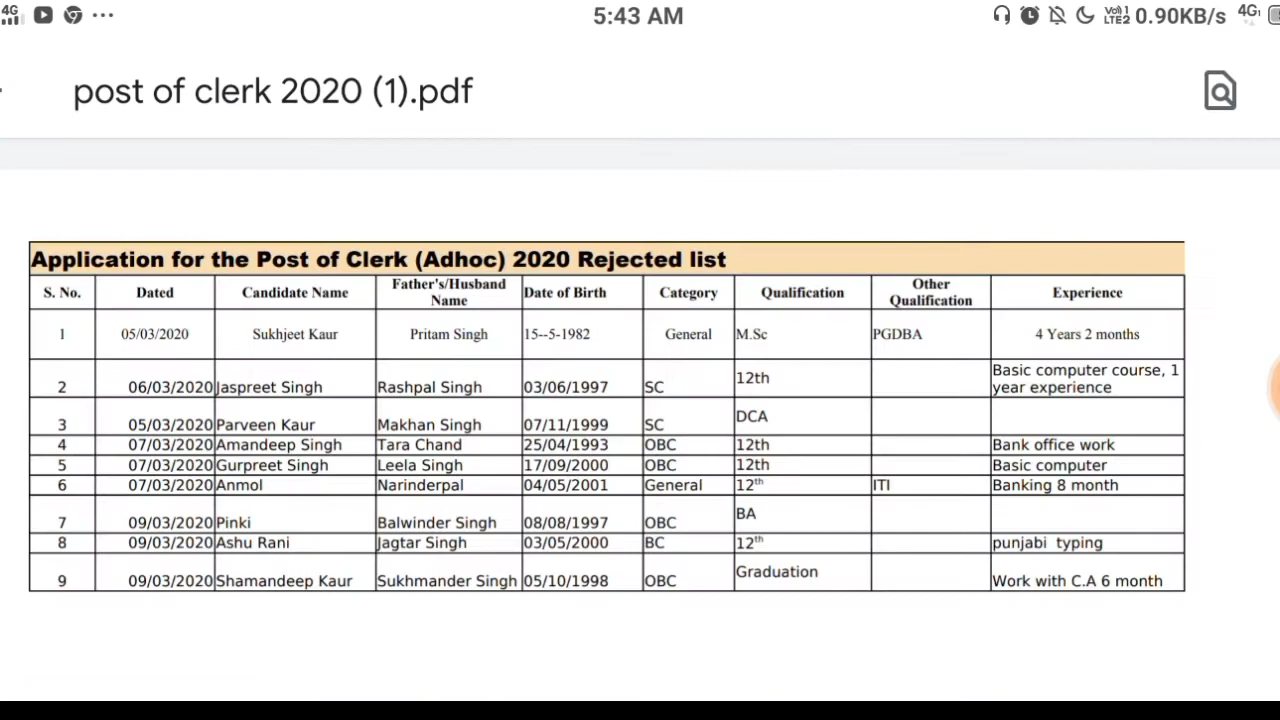 4G 5:43 AM Vo)) 1 LTE2 0.90KB/s 4G
post of clerk 2020 (1).pdf
Application for the Post of Clerk (Adhoc) 2020 Rejected list
S. No. Dated Candidate Name Father's/Husband Name Date of Birth Category Qualification Other Qualification Experience
1 05/03/2020 Sukhjeet Kaur Pritam Singh 15--5-1982 General M.Sc PGDBA 4 Years 2 months
2 06/03/2020 Jaspreet Singh Rashpal Singh 03/06/1997 SC 12th Basic computer course, 1 year experience
3 05/03/2020 Parveen Kaur Makhan Singh 07/11/1999 SC DCA
4 07/03/2020 Amandeep Singh Tara Chand 25/04/1993 OBC 12th Bank office work
5 07/03/2020 Gurpreet Singh Leela Singh 17/09/2000 OBC 12th Basic computer
6 07/03/2020 Anmol Narinderpal 04/05/2001 General 12th ITI Banking 8 month
7 09/03/2020 Pinki Balwinder Singh 08/08/1997 OBC BA
8 09/03/2020 Ashu Rani Jagtar Singh 03/05/2000 BC 12th punjabi typing
9 09/03/2020 Shamandeep Kaur Sukhmander Singh 05/10/1998 OBC Graduation Work with C.A 6 month